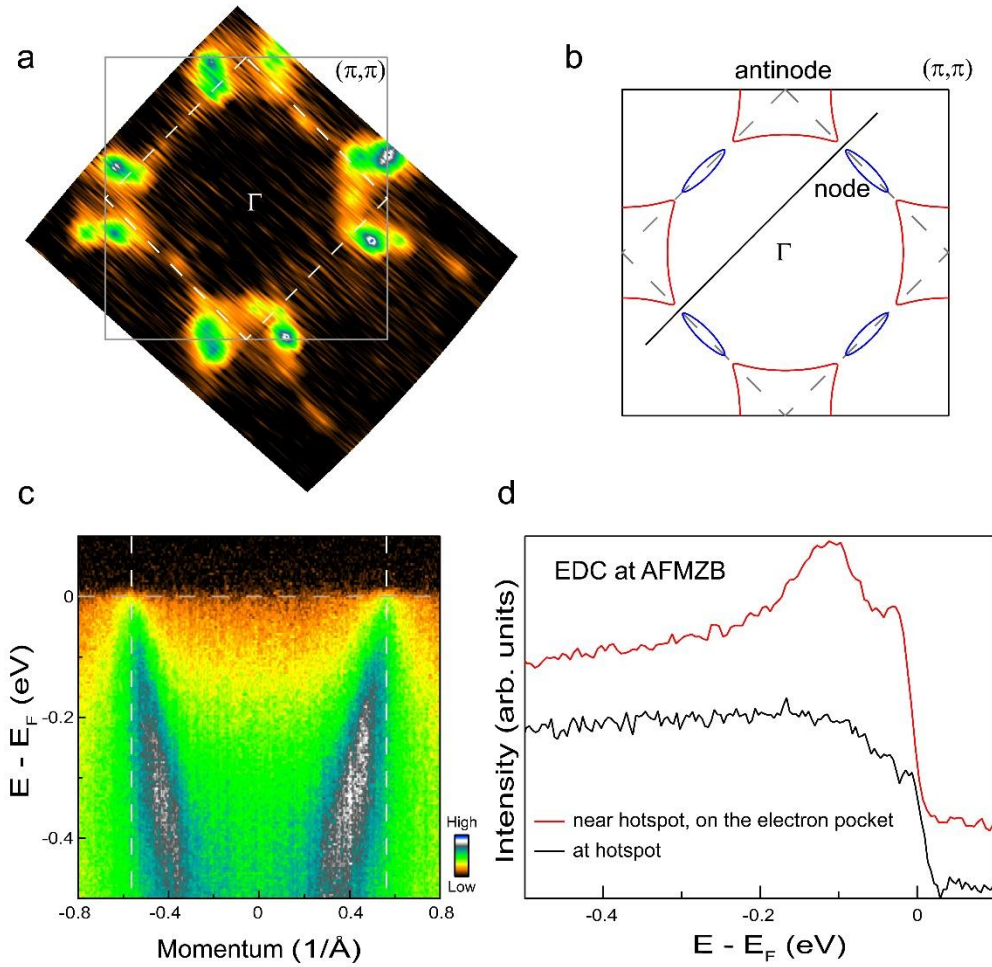 a
(π,π)
Γ
b
antinode
(π,π)
node
Γ
c
E - E_F (eV)
0
-0.2
-0.4
High
Low
-0.8
-0.4
0
0.4
0.8
Momentum (1/Å)
d
Intensity (arb. units)
EDC at AFMZB
near hotspot, on the electron pocket
at hotspot
-0.4
-0.2
0
E - E_F (eV)